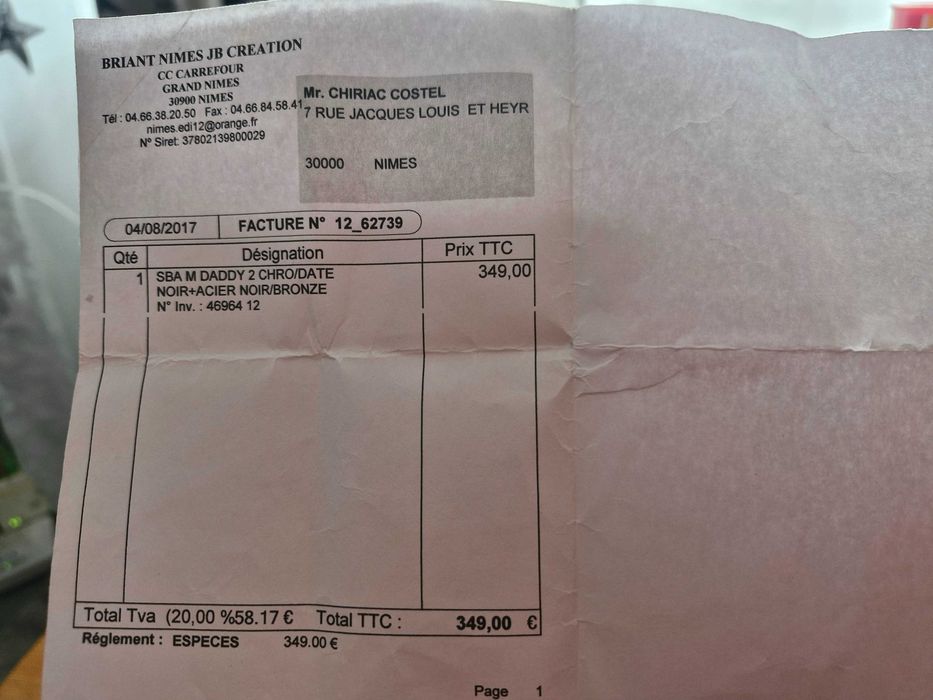 BRIANT NIMES JB CREATION
CC CARREFOUR
GRAND NIMES
30900 NIMES
Tél : 04.66.38.20.50 Fax : 04.66.84.58.41
nimes.edi12@orange.fr
N° Siret: 37802139800029
Mr. CHIRIAC COSTEL
7 RUE JACQUES LOUIS ET HEYR
30000 NIMES
04/08/2017 FACTURE N° 12_62739
Qté Désignation Prix TTC
1 SBA M DADDY 2 CHRO/DATE 349,00
NOIR+ACIER NOIR/BRONZE
N° Inv. : 46964 12
Total Tva (20,00 %58.17 € Total TTC : 349,00 €
Réglement : ESPECES 349.00 €
Page 1